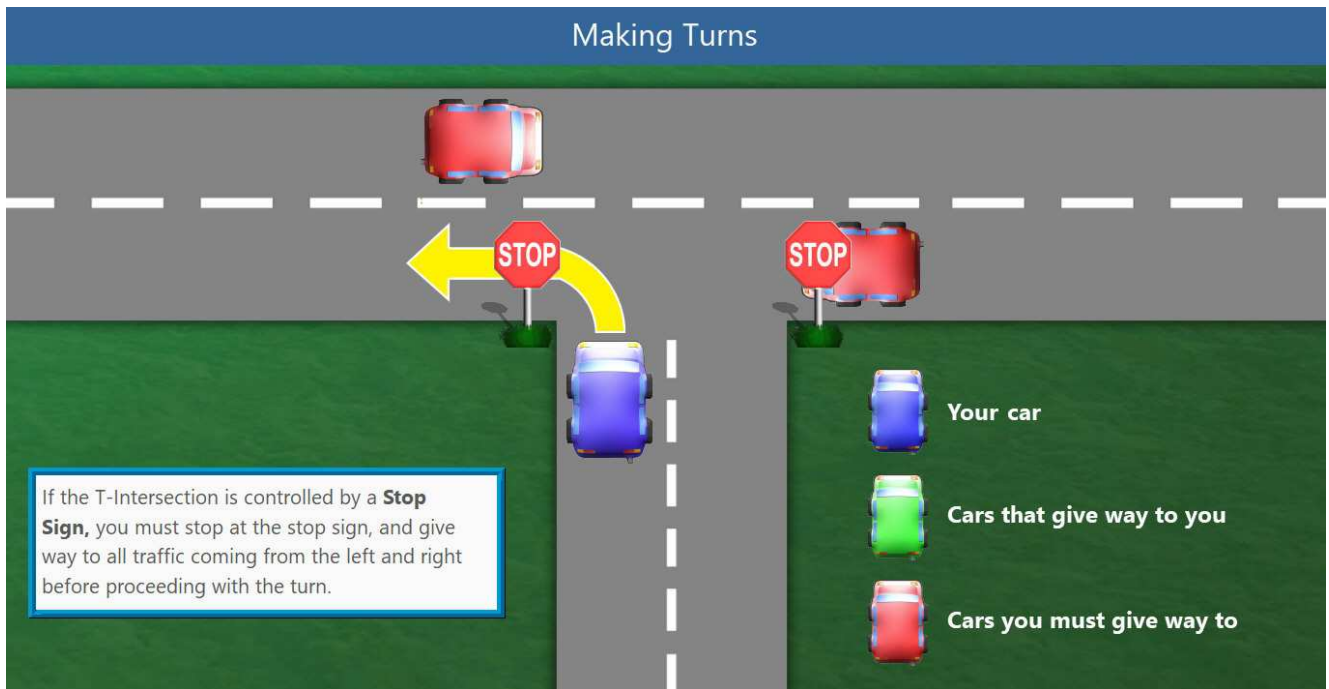 Making Turns
STOP
STOP
If the T-Intersection is controlled by a Stop
Sign, you must stop at the stop sign, and give
way to all traffic coming from the left and right
before proceeding with the turn.
Your car
Cars that give way to you
Cars you must give way to